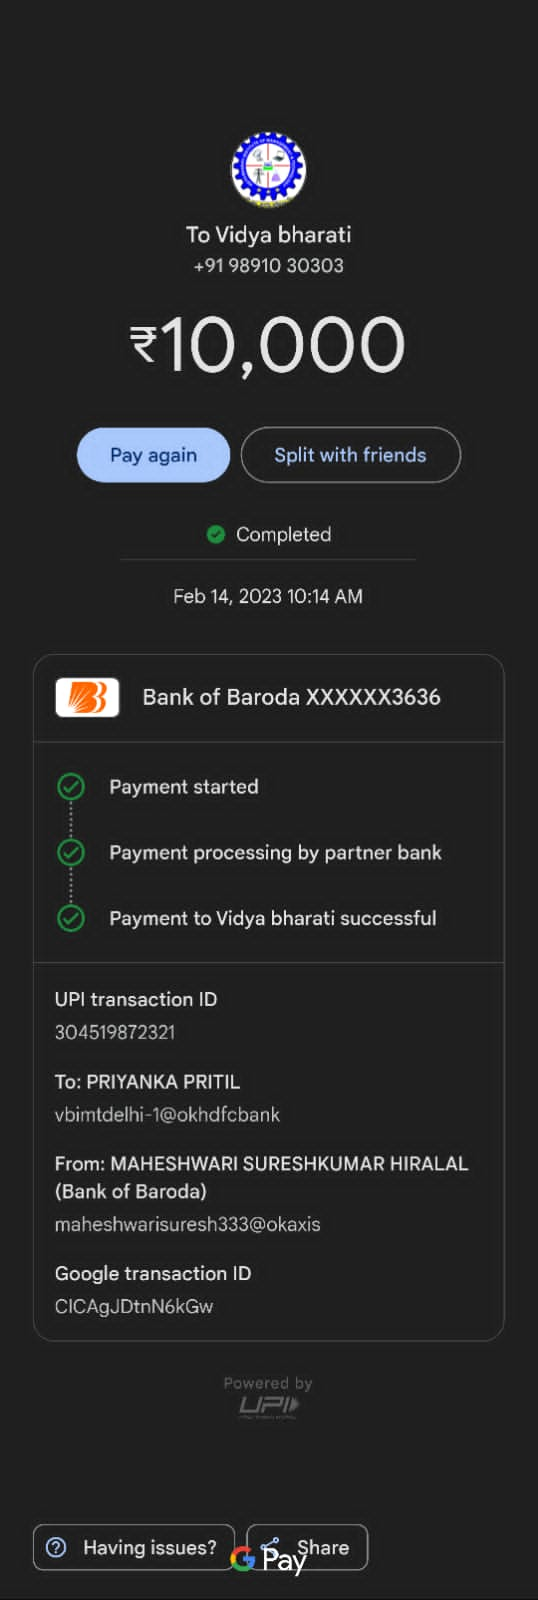 To Vidya bharati
+91 98910 30303
₹10,000
Pay again
Split with friends
Completed
Feb 14, 2023 10:14 AM
Bank of Baroda XXXXXX3636
Payment started
Payment processing by partner bank
Payment to Vidya bharati successful
UPI transaction ID
304519872321
To: PRIYANKA PRITIL
vbimtdelhi-1@okhdfcbank
From: MAHESHWARI SURESHKUMAR HIRALAL
(Bank of Baroda)
maheshwarisuresh333@okaxis
Google transaction ID
CICAgJDtnN6kGw
Powered by
UPI
Having issues?
Share
G Pay